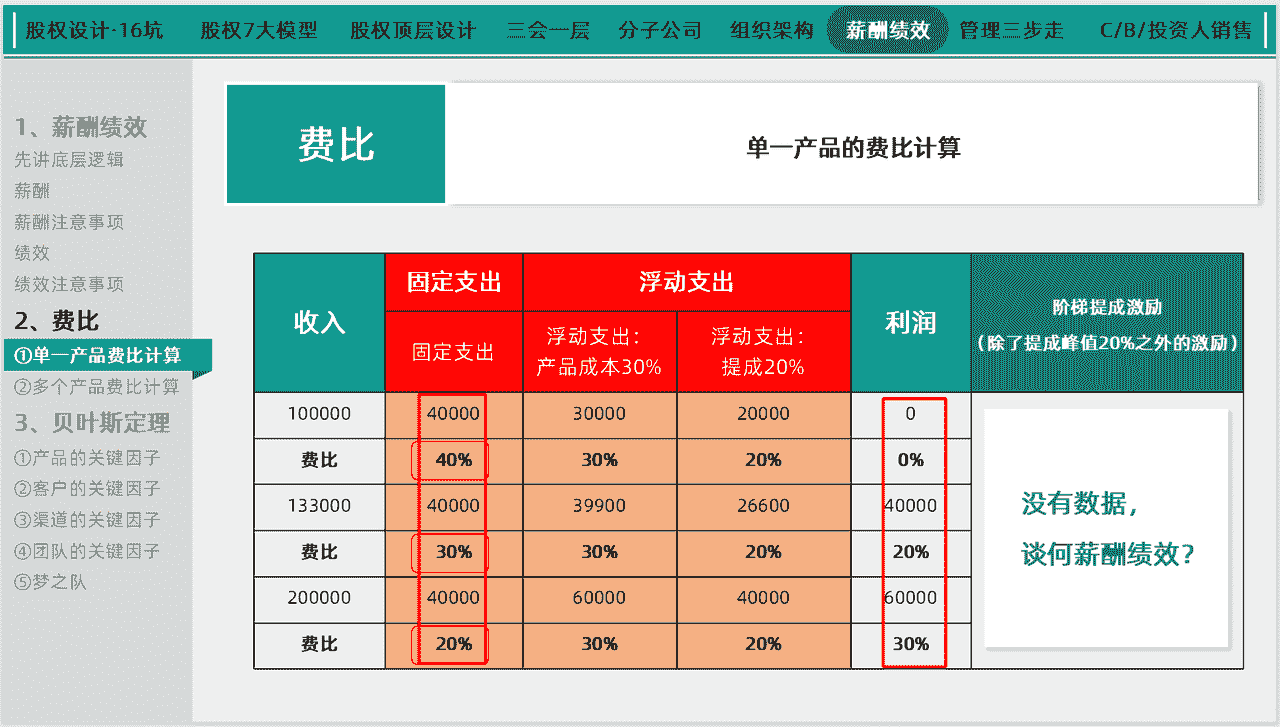 股权设计·16坑 股权7大模型 股权顶层设计 三会一层 分子公司 组织架构 薪酬绩效 管理三步走 C/B/投资人销售
1、薪酬绩效
先讲底层逻辑
薪酬
薪酬注意事项
绩效
绩效注意事项
2、费比
①单一产品费比计算
②多个产品费比计算
3、贝叶斯定理
①产品的关键因子
②客户的关键因子
③渠道的关键因子
④团队的关键因子
⑤梦之队
费比
单一产品的费比计算
收入 固定支出 浮动支出 利润 阶梯提成激励
(除了提成峰值20%之外的激励)
固定支出 浮动支出: 浮动支出:
产品成本30% 提成20%
100000 40000 30000 20000 0
费比 40% 30% 20% 0%
133000 40000 39900 26600 40000
费比 30% 30% 20% 20%
200000 40000 60000 40000 60000
费比 20% 30% 20% 30%
没有数据,
谈何薪酬绩效?